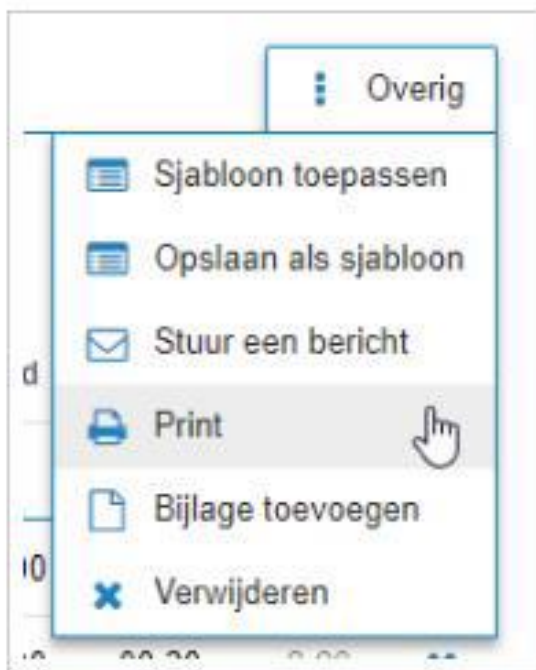 Overig
Sjabloon toepassen
Opslaan als sjabloon
Stuur een bericht
d
Print
Bijlage toevoegen
Verwijderen